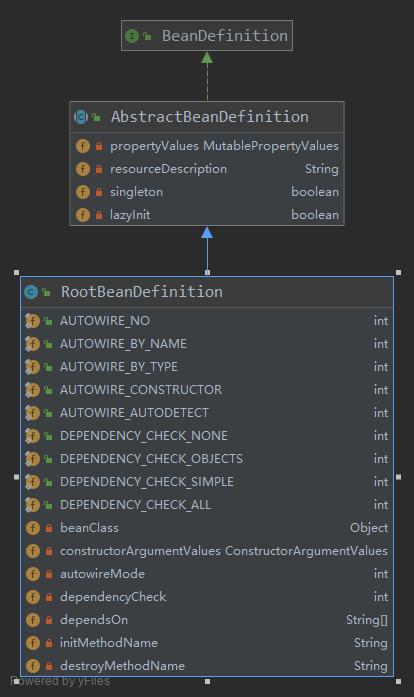 BeanDefinition
AbstractBeanDefinition
propertyValues MutablePropertyValues
resourceDescription String
singleton boolean
lazyInit boolean
RootBeanDefinition
AUTOWIRE_NO int
AUTOWIRE_BY_NAME int
AUTOWIRE_BY_TYPE int
AUTOWIRE_CONSTRUCTOR int
AUTOWIRE_AUTODETECT int
DEPENDENCY_CHECK_NONE int
DEPENDENCY_CHECK_OBJECTS int
DEPENDENCY_CHECK_SIMPLE int
DEPENDENCY_CHECK_ALL int
beanClass Object
constructorArgumentValues ConstructorArgumentValues
autowireMode int
dependencyCheck int
dependsOn String[]
initMethodName String
destroyMethodName String
Powered by yFiles